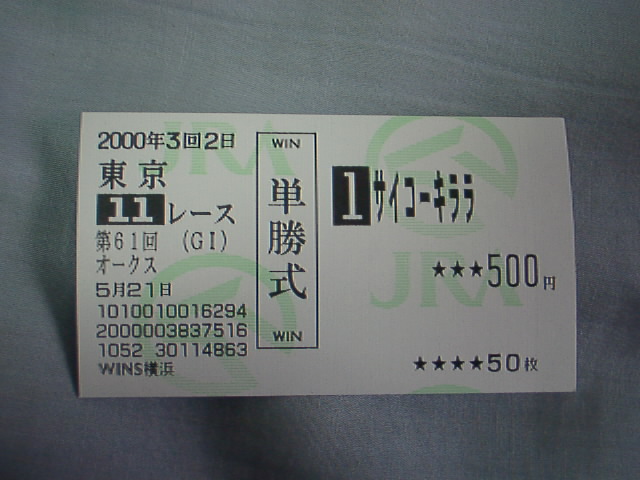 2000年3回2日
東京
11レース
第61回 (GI)
オークス
5月21日
1010010016294
2000003837516
1052 30114863
WINS横浜
WIN
単勝式
WIN
1サイコーキララ
★★★500円
★★★★50枚
JRA
JRA